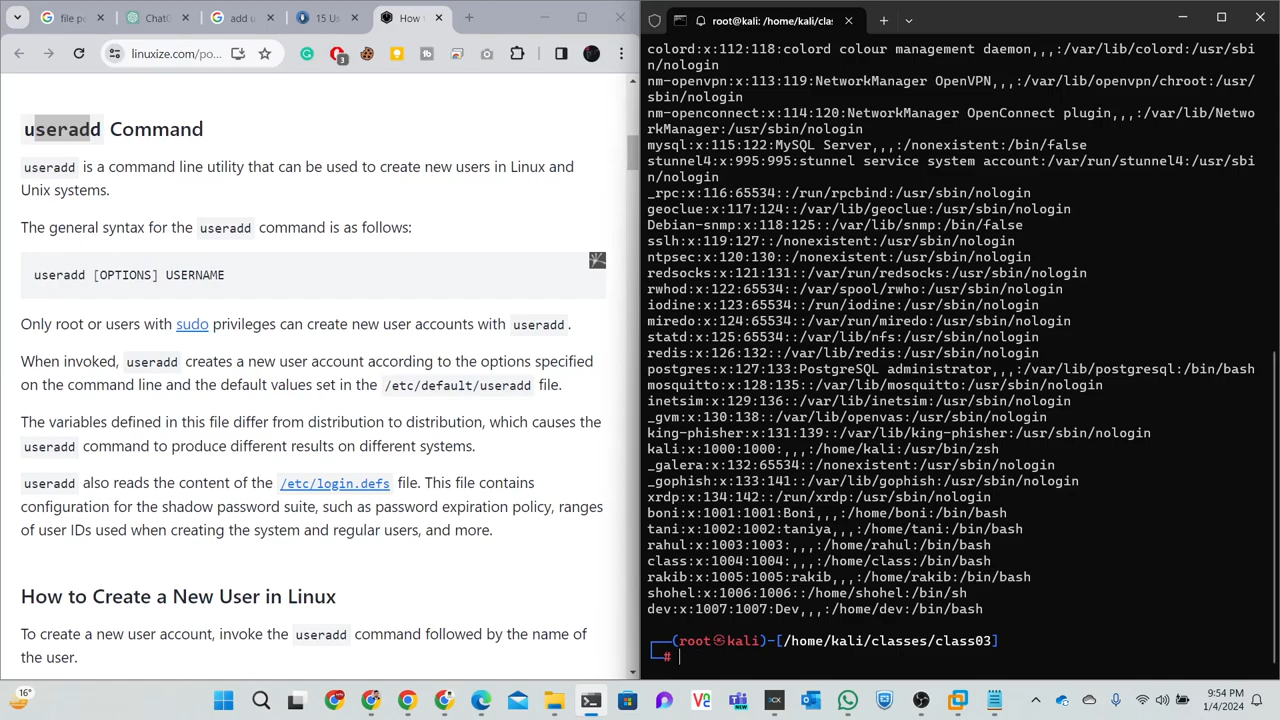 file pe
ChatG
add u
15 Us
How t
root@kali: /home/kali/clas
linuxize.com/po...
3
useradd Command
useradd is a command line utility that can be used to create new users in Linux and
Unix systems.
The general syntax for the useradd command is as follows:
useradd [OPTIONS] USERNAME
Only root or users with sudo privileges can create new user accounts with useradd.
When invoked, useradd creates a new user account according to the options specified
on the command line and the default values set in the /etc/default/useradd file.
The variables defined in this file differ from distribution to distribution, which causes the
useradd command to produce different results on different systems.
useradd also reads the content of the /etc/login.defs file. This file contains
configuration for the shadow password suite, such as password expiration policy, ranges
of user IDs used when creating the system and regular users, and more.
How to Create a New User in Linux
To create a new user account, invoke the useradd command followed by the name of
the user.
colord:x:112:118:colord colour management daemon,,,:/var/lib/colord:/usr/sbi
n/nologin
nm-openvpn:x:113:119:NetworkManager OpenVPN,,,:/var/lib/openvpn/chroot:/usr/
sbin/nologin
nm-openconnect:x:114:120:NetworkManager OpenConnect plugin,,,:/var/lib/Netwo
rkManager:/usr/sbin/nologin
mysql:x:115:122:MySQL Server,,,:/nonexistent:/bin/false
stunnel4:x:995:995:stunnel service system account:/var/run/stunnel4:/usr/sbi
n/nologin
_rpc:x:116:65534::/run/rpcbind:/usr/sbin/nologin
geoclue:x:117:124::/var/lib/geoclue:/usr/sbin/nologin
Debian-snmp:x:118:125::/var/lib/snmp:/bin/false
sslh:x:119:127::/nonexistent:/usr/sbin/nologin
ntpsec:x:120:130::/nonexistent:/usr/sbin/nologin
redsocks:x:121:131::/var/run/redsocks:/usr/sbin/nologin
rwhod:x:122:65534::/var/spool/rwho:/usr/sbin/nologin
iodine:x:123:65534::/run/iodine:/usr/sbin/nologin
miredo:x:124:65534::/var/run/miredo:/usr/sbin/nologin
statd:x:125:65534::/var/lib/nfs:/usr/sbin/nologin
redis:x:126:132::/var/lib/redis:/usr/sbin/nologin
postgres:x:127:133:PostgreSQL administrator,,,:/var/lib/postgresql:/bin/bash
mosquitto:x:128:135::/var/lib/mosquitto:/usr/sbin/nologin
inetsim:x:129:136::/var/lib/inetsim:/usr/sbin/nologin
_gvm:x:130:138::/var/lib/openvas:/usr/sbin/nologin
king-phisher:x:131:139::/var/lib/king-phisher:/usr/sbin/nologin
kali:x:1000:1000:,,,:/home/kali:/usr/bin/zsh
_galera:x:132:65534::/nonexistent:/usr/sbin/nologin
_gophish:x:133:141::/var/lib/gophish:/usr/sbin/nologin
xrdp:x:134:142::/run/xrdp:/usr/sbin/nologin
boni:x:1001:1001:Boni,,,:/home/boni:/bin/bash
tani:x:1002:1002:taniya,,,:/home/tani:/bin/bash
rahul:x:1003:1003:,,,:/home/rahul:/bin/bash
class:x:1004:1004:,,,:/home/class:/bin/bash
rakib:x:1005:1005:rakib,,,:/home/rakib:/bin/bash
shohel:x:1006:1006::/home/shohel:/bin/sh
dev:x:1007:1007:Dev,,,:/home/dev:/bin/bash
(root㉿kali)-[/home/kali/classes/class03]
#
16°
NEW
9:54 PM
1/4/2024